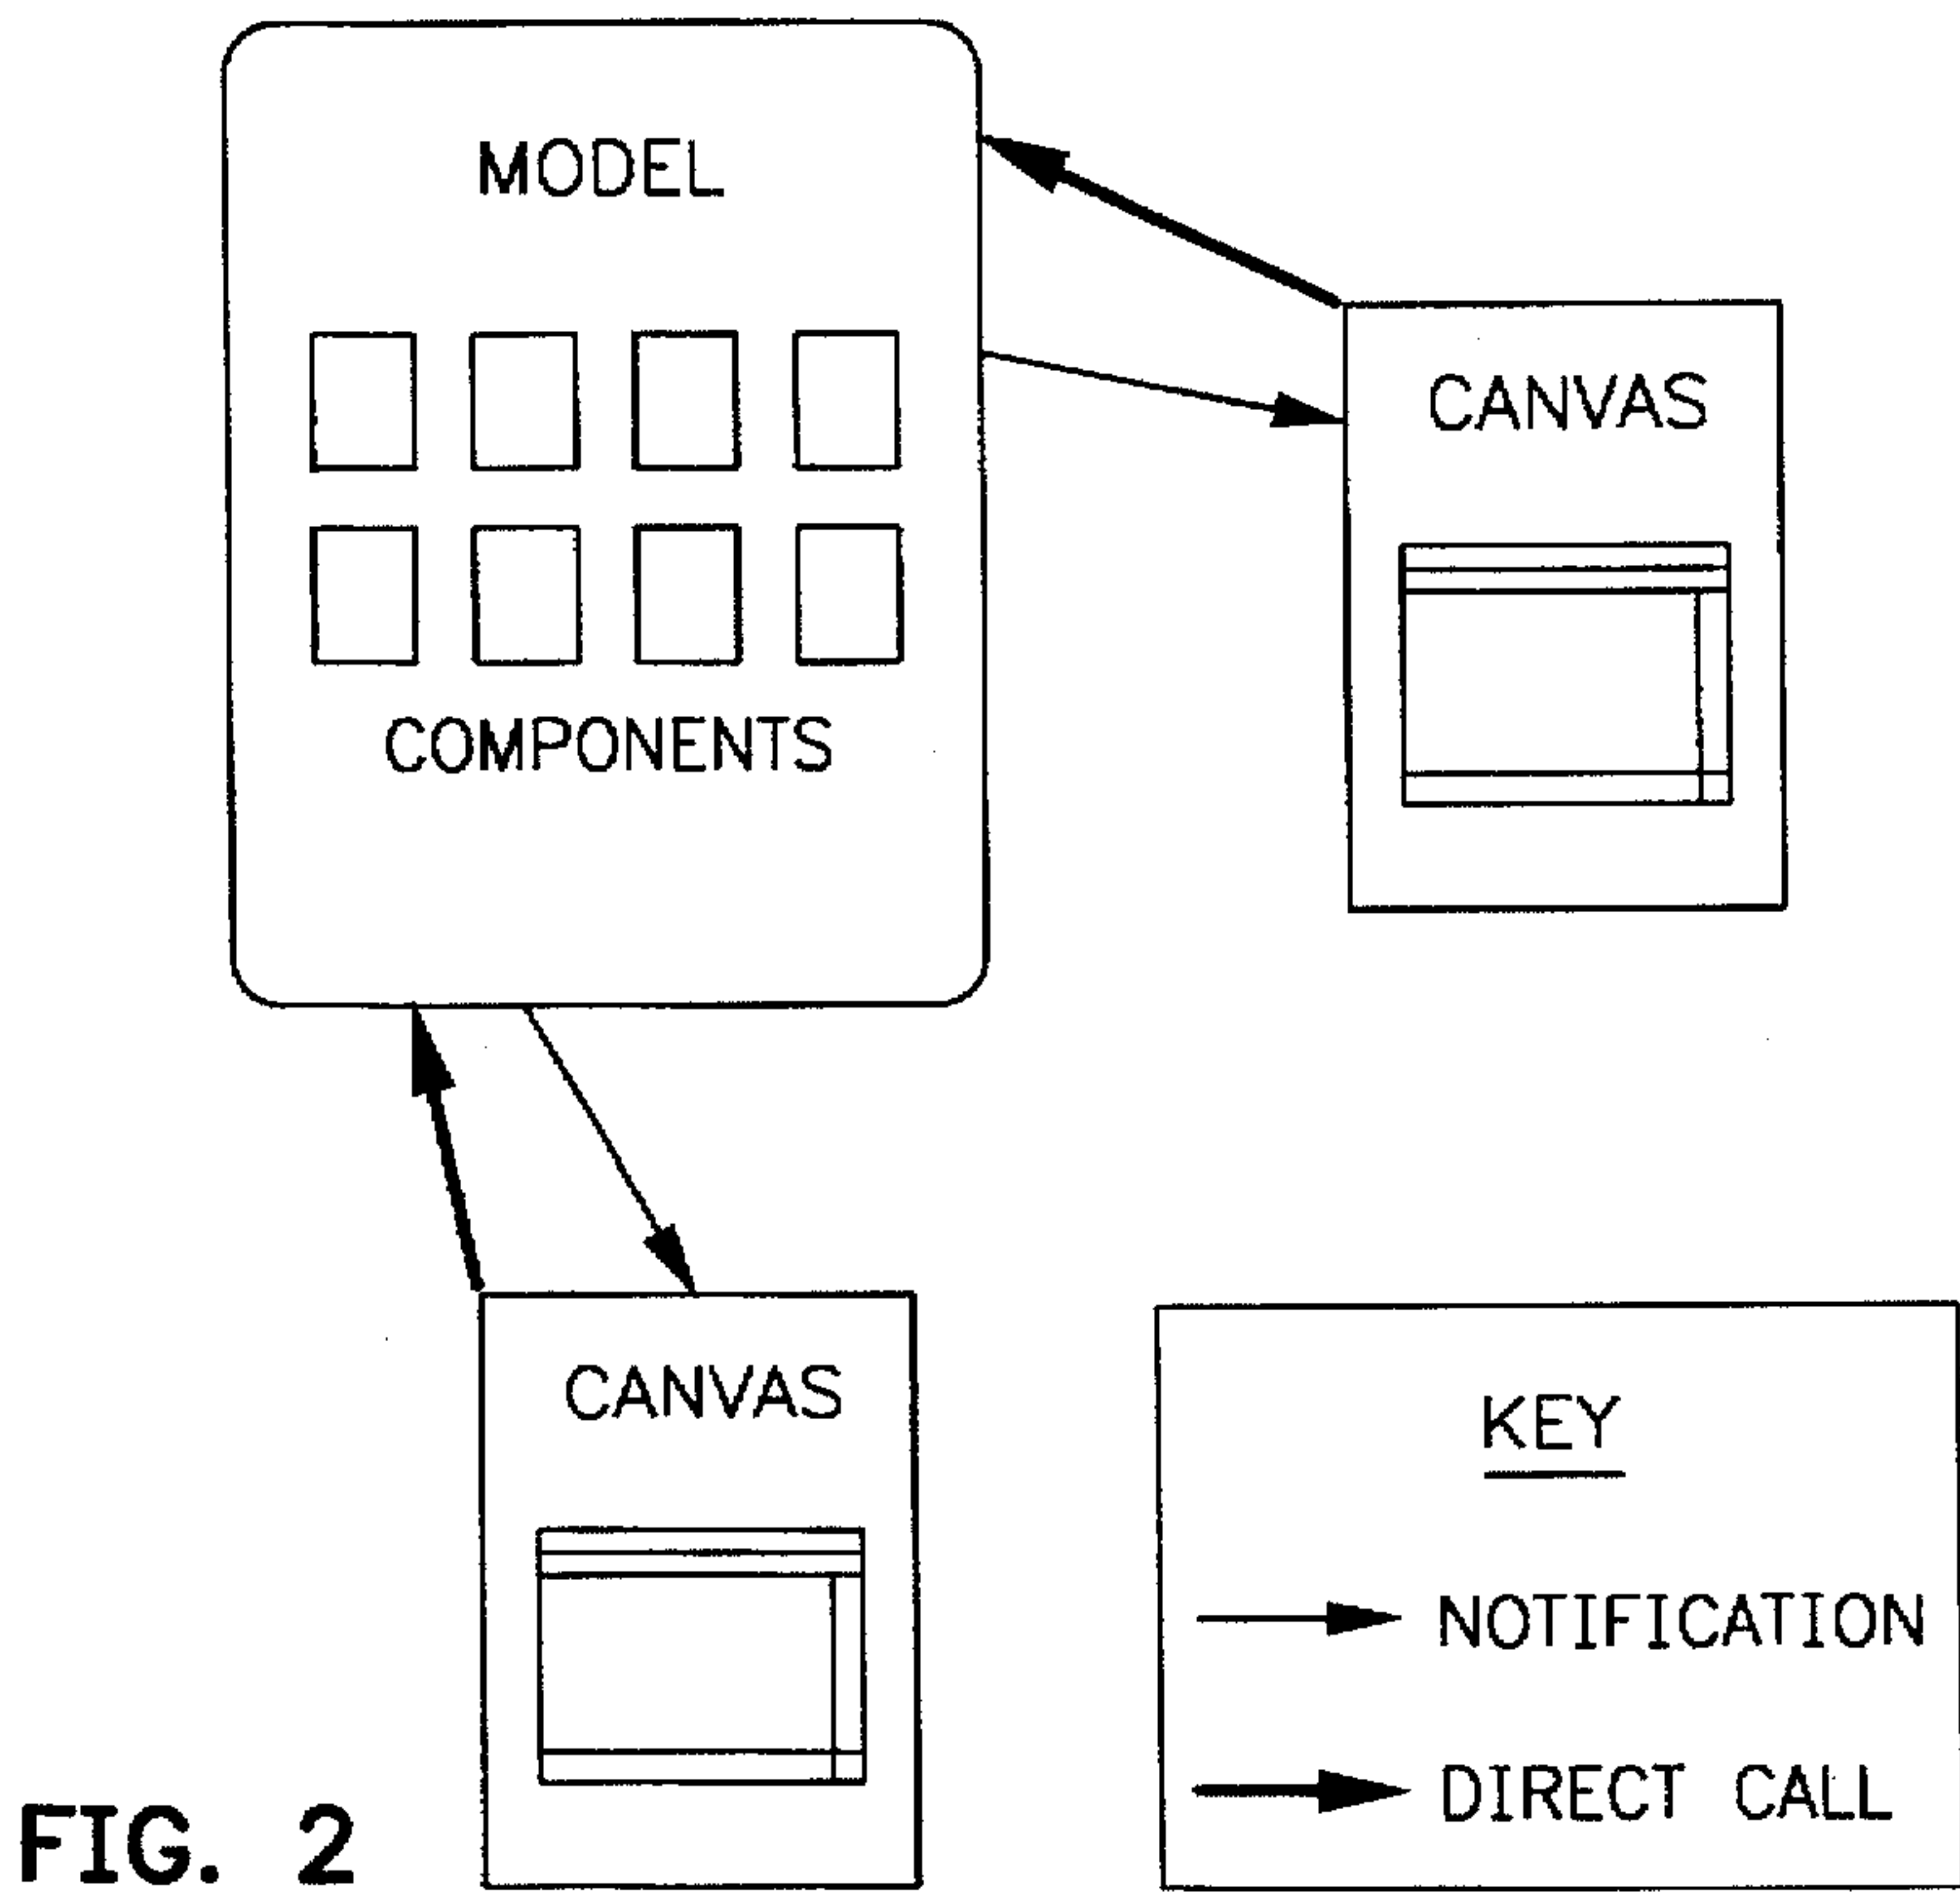 MODEL
COMPONENTS
CANVAS
CANVAS
KEY
NOTIFICATION
DIRECT CALL
FIG. 2